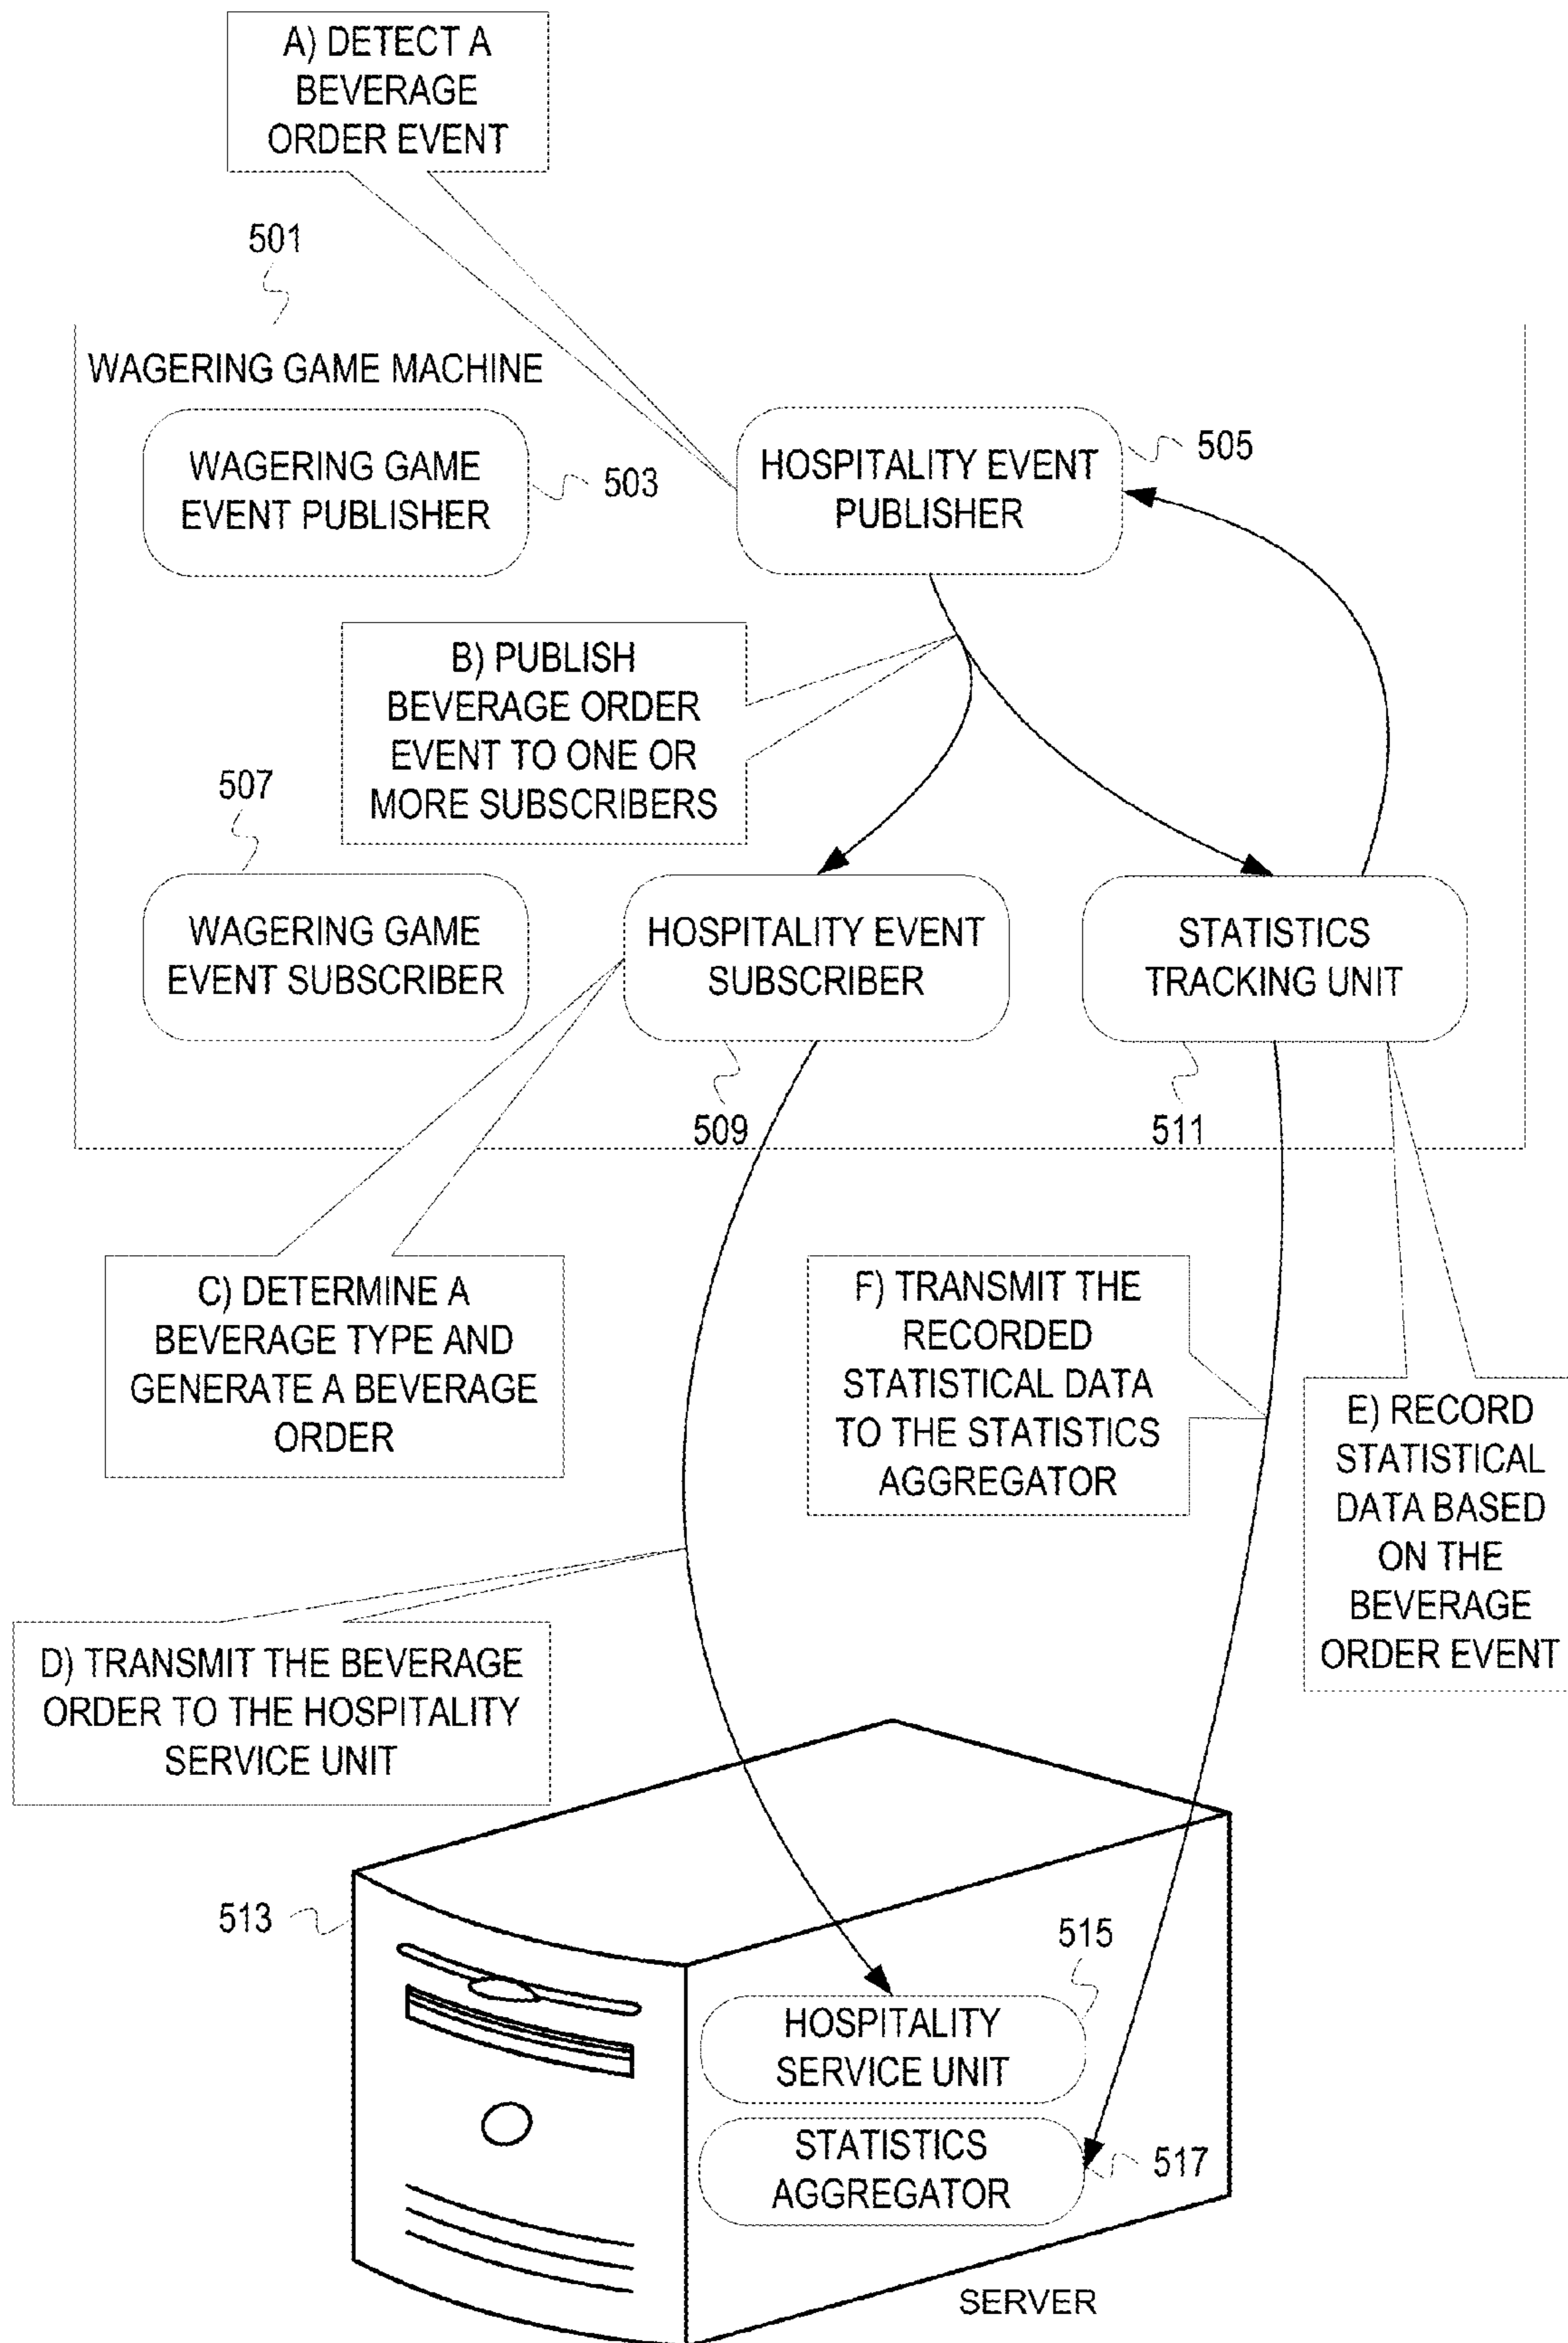 A) DETECT A
BEVERAGE
ORDER EVENT
501
WAGERING GAME MACHINE
WAGERING GAME
EVENT PUBLISHER
503
HOSPITALITY EVENT
PUBLISHER
505
B) PUBLISH
BEVERAGE ORDER
EVENT TO ONE OR
MORE SUBSCRIBERS
507
WAGERING GAME
EVENT SUBSCRIBER
HOSPITALITY EVENT
SUBSCRIBER
STATISTICS
TRACKING UNIT
509
511
C) DETERMINE A
BEVERAGE TYPE AND
GENERATE A BEVERAGE
ORDER
F) TRANSMIT THE
RECORDED
STATISTICAL DATA
TO THE STATISTICS
AGGREGATOR
E) RECORD
STATISTICAL
DATA BASED
ON THE
BEVERAGE
ORDER EVENT
D) TRANSMIT THE BEVERAGE
ORDER TO THE HOSPITALITY
SERVICE UNIT
513
515
HOSPITALITY
SERVICE UNIT
STATISTICS
AGGREGATOR
517
SERVER